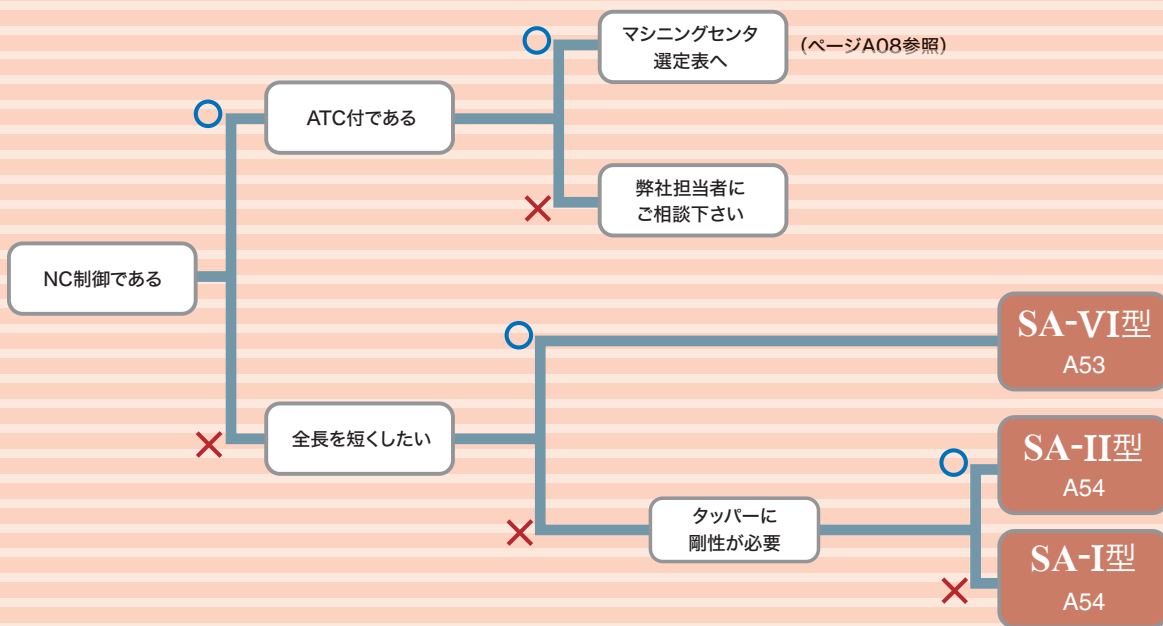 マシニングセンタ
選定表へ
(ページA08参照)
ATC付である
弊社担当者に
ご相談下さい
NC制御である
SA-VI型
A53
全長を短くしたい
SA-II型
A54
タッパーに
剛性が必要
SA-I型
A54